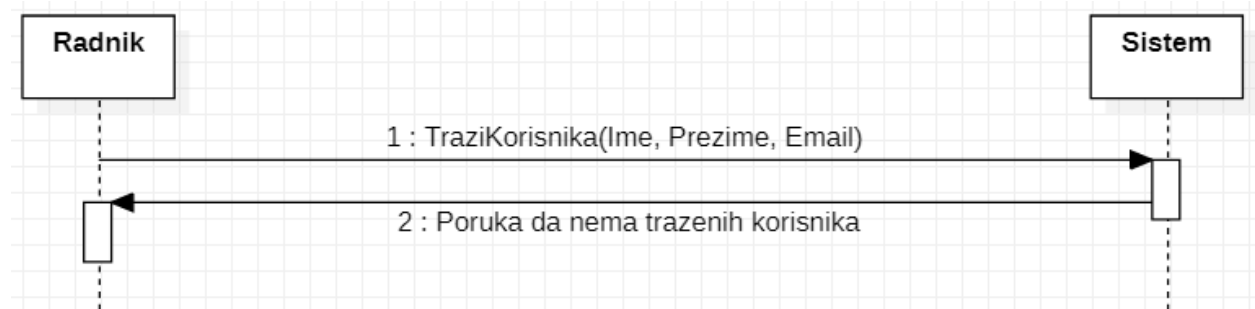 Radnik
Sistem
1 : TraziKorisnika(Ime, Prezime, Email)
2 : Poruka da nema trazenih korisnika